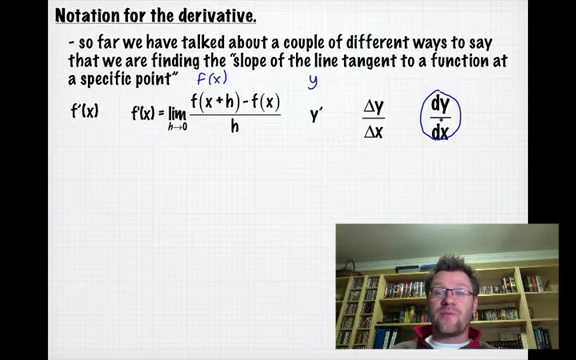 Notation for the derivative.
- so far we have talked about a couple of different ways to say
that we are finding the "slope of the line tangent to a function at
a specific point"
f(x) y
f'(x) f'(x) = lim h→0 f(x+h)-f(x) / h y' Δy/Δx dy/dx